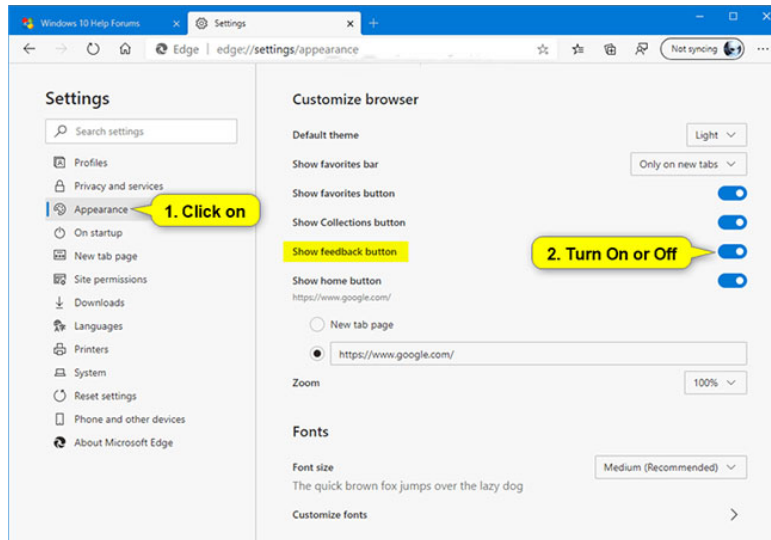 Windows 10 Help Forums
Settings
Edge
edge://settings/appearance
Not syncing
Settings
Search settings
Profiles
Privacy and services
Appearance
1. Click on
On startup
New tab page
Site permissions
Downloads
Languages
Printers
System
Reset settings
Phone and other devices
About Microsoft Edge
Customize browser
Default theme
Light
Show favorites bar
Only on new tabs
Show favorites button
Show Collections button
Show feedback button
2. Turn On or Off
Show home button
https://www.google.com/
New tab page
https://www.google.com/
Zoom
100%
Fonts
Font size
Medium (Recommended)
The quick brown fox jumps over the lazy dog
Customize fonts